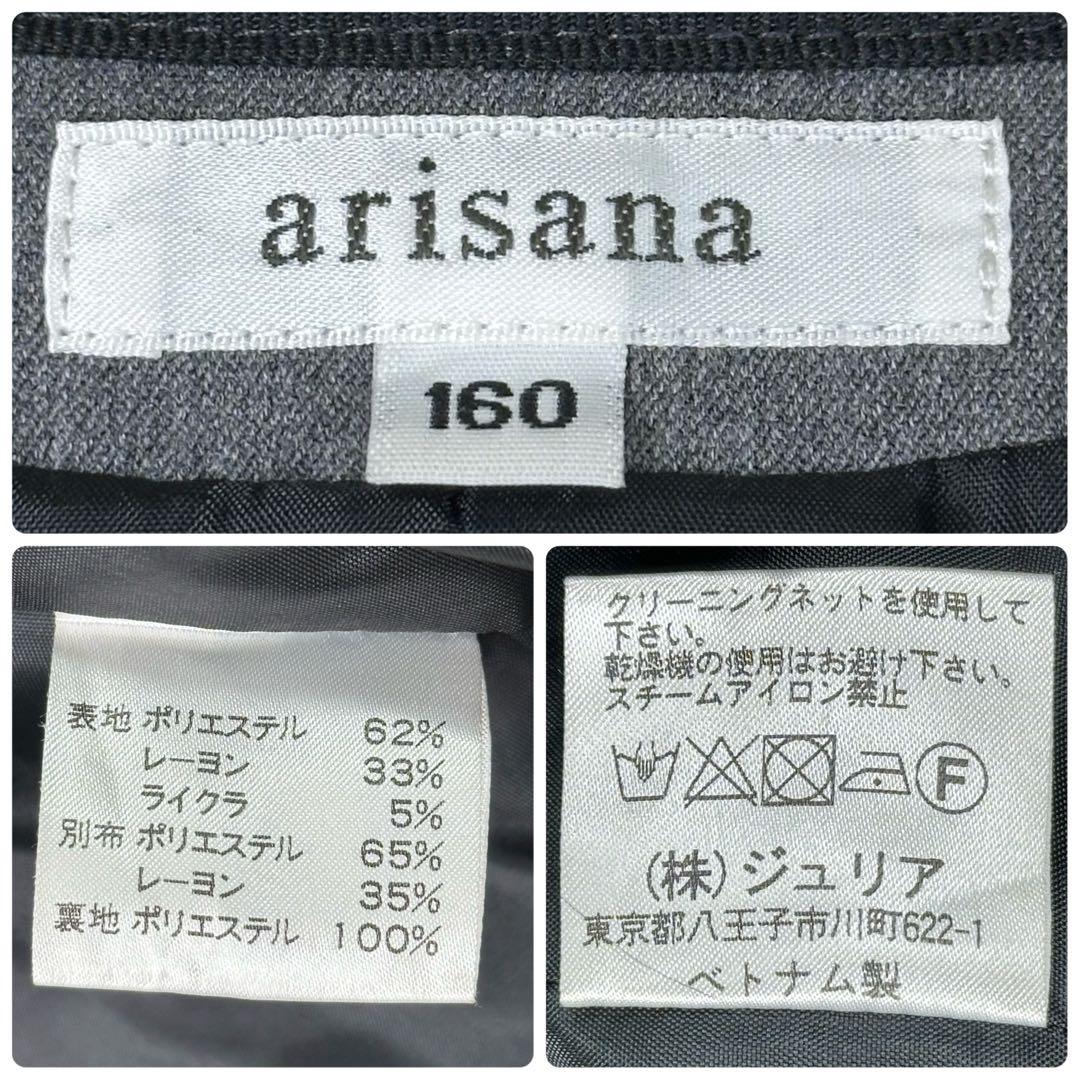 arisana
160
表地 ポリエステル 62%
レーヨン 33%
ライクラ 5%
別布 ポリエステル 65%
レーヨン 35%
裏地 ポリエステル 100%
クリーニングネットを使用して
下さい。
乾燥機の使用はお避け下さい。
スチームアイロン禁止
F
(株)ジュリア
東京都八王子市川町622-1
ベトナム製